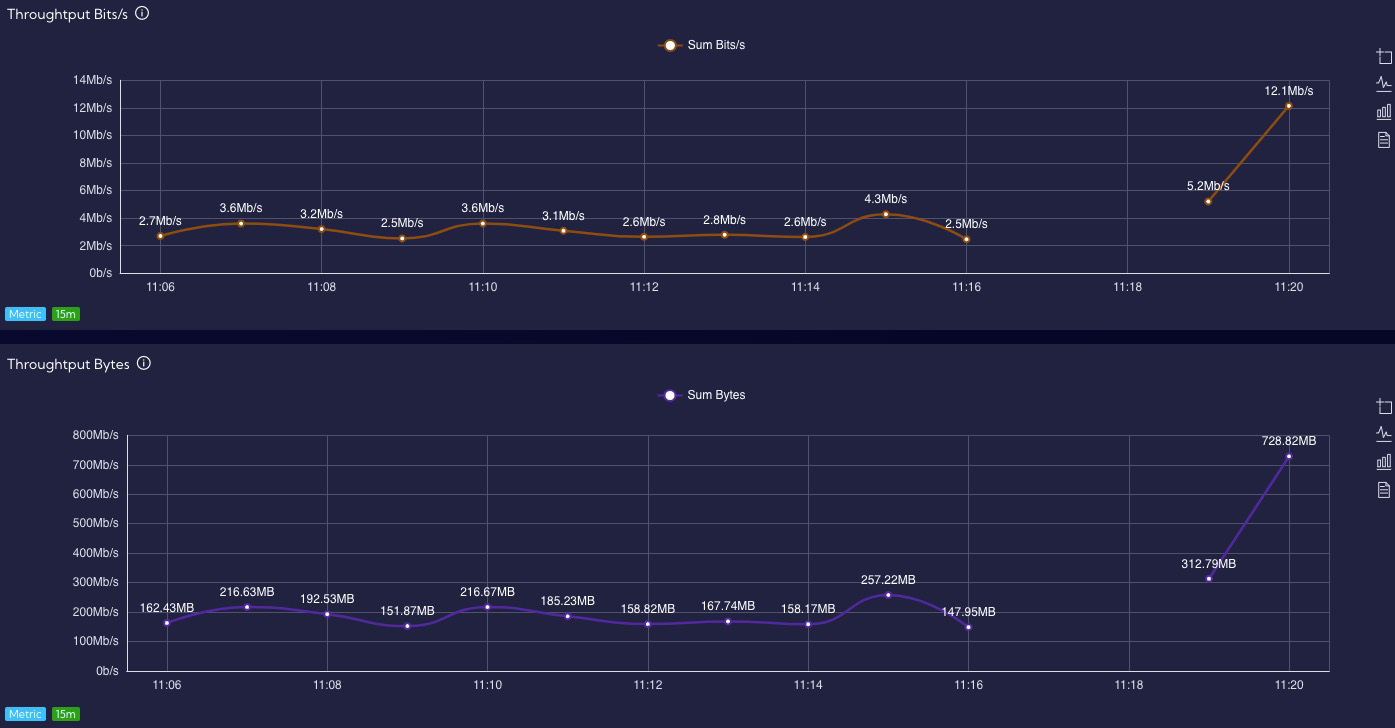 Throughtput Bits/s
Sum Bits/s
14Mb/s
12Mb/s
10Mb/s
8Mb/s
6Mb/s
4Mb/s
2Mb/s
0b/s
2.7Mb/s
3.6Mb/s
3.2Mb/s
2.5Mb/s
3.6Mb/s
3.1Mb/s
2.6Mb/s
2.8Mb/s
2.6Mb/s
4.3Mb/s
2.5Mb/s
5.2Mb/s
12.1Mb/s
11:06 11:08 11:10 11:12 11:14 11:16 11:18 11:20
Metric 15m
Throughtput Bytes
Sum Bytes
800Mb/s
700Mb/s
600Mb/s
500Mb/s
400Mb/s
300Mb/s
200Mb/s
100Mb/s
0b/s
162.43MB
216.63MB
192.53MB
151.87MB
216.67MB
185.23MB
158.82MB
167.74MB
158.17MB
257.22MB
147.95MB
312.79MB
728.82MB
11:06 11:08 11:10 11:12 11:14 11:16 11:18 11:20
Metric 15m